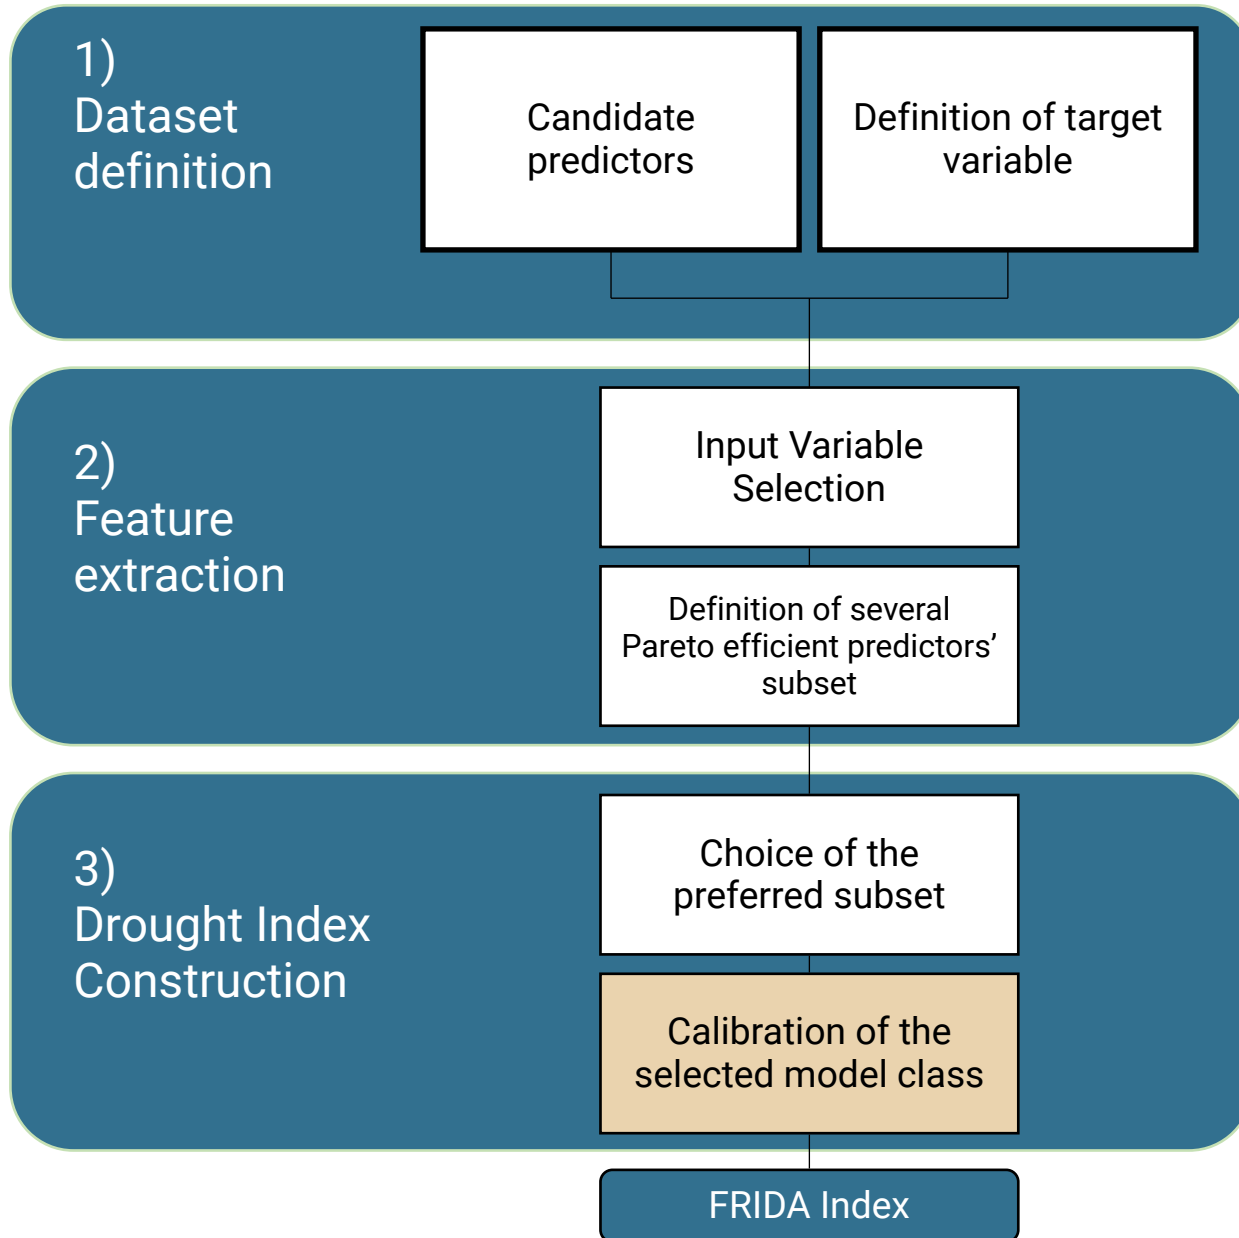 1)
Dataset
definition
Candidate
predictors
Definition of target
variable
2)
Feature
extraction
Input Variable
Selection
Definition of several
Pareto efficient predictors’
subset
3)
Drought Index
Construction
Choice of the
preferred subset
Calibration of the
selected model class
FRIDA Index